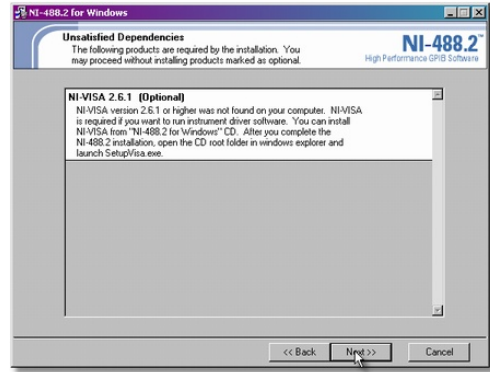 NI-488.2 for Windows
Unsatisfied Dependencies
The following products are required by the installation. You
may proceed without installing products marked as optional.
NI-488.2™
High Performance GPIB Software
NI-VISA 2.6.1 (Optional)
NI-VISA version 2.6.1 or higher was not found on your computer. NI-VISA
is required if you want to run instrument driver software. You can install
NI-VISA from "NI-488.2 for Windows" CD. After you complete the
NI-488.2 installation, open the CD root folder in windows explorer and
launch SetupVisa.exe.
<< Back
Next >>
Cancel